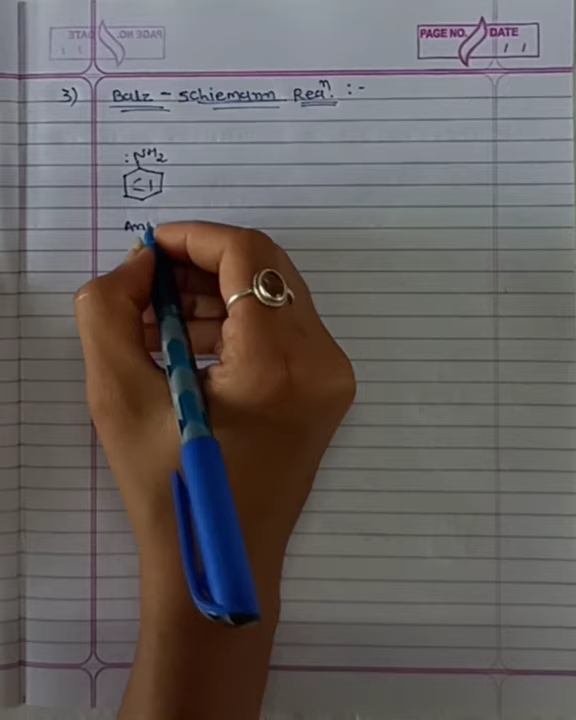 PAGE NO. DATE
/ /
3) Balz - Schiemann Reaⁿ. :-
:NH₂